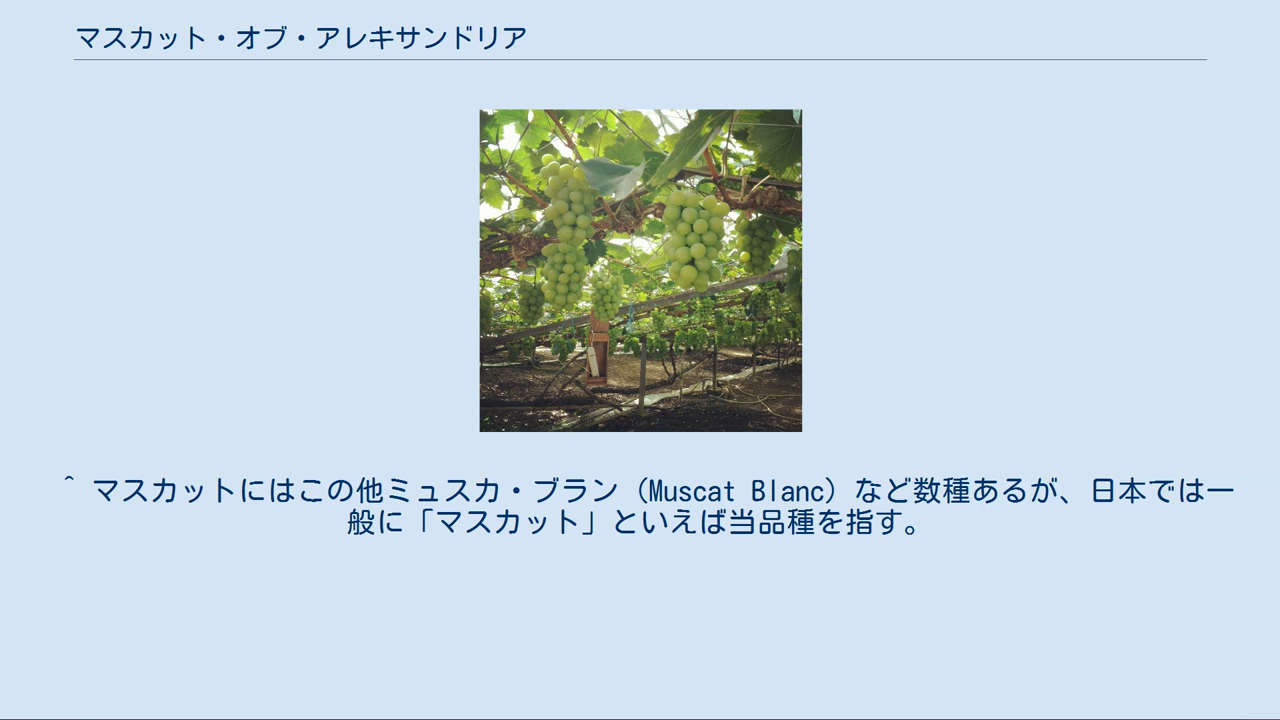 マスカット・オブ・アレキサンドリア
^ マスカットにはこの他ミュスカ・ブラン（Muscat Blanc）など数種あるが、日本では一
般に「マスカット」といえば当品種を指す。